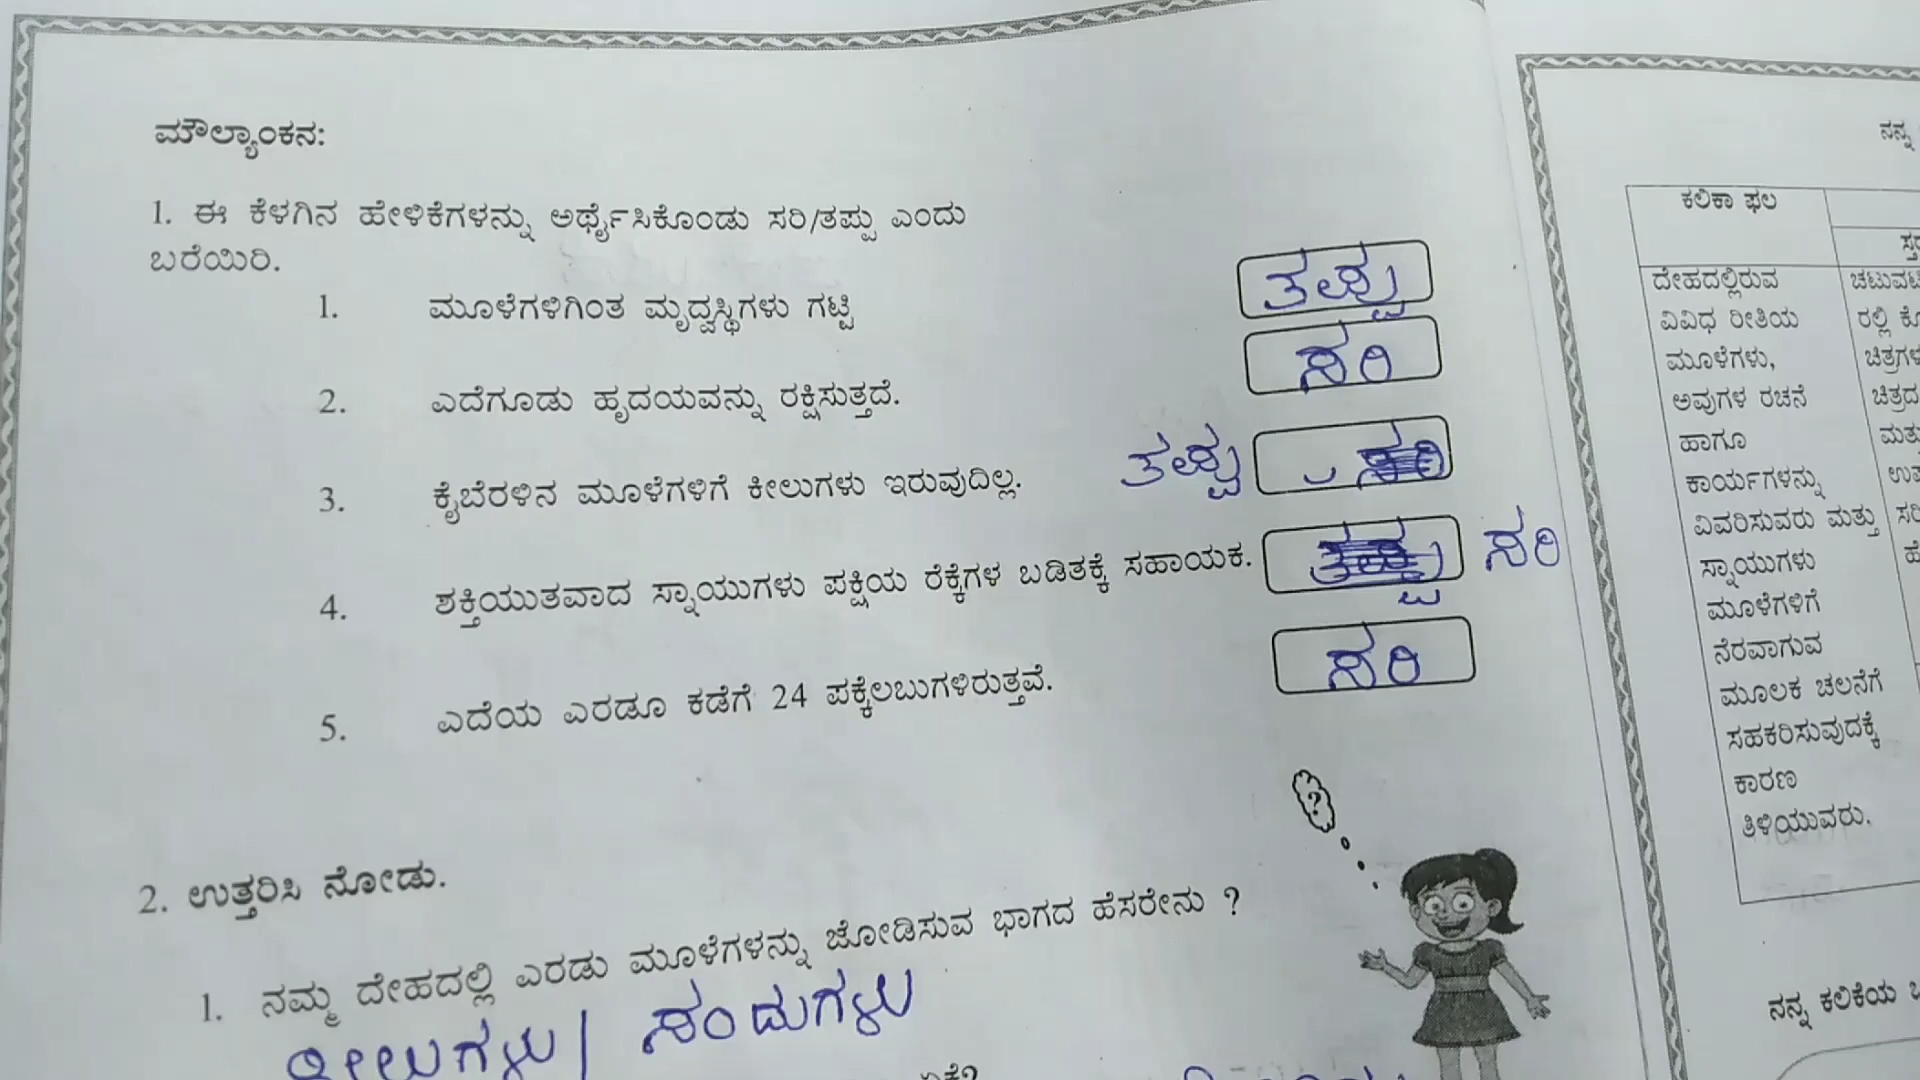 ಮೌಲ್ಯಾಂಕನ:
1. ಈ ಕೆಳಗಿನ ಹೇಳಿಕೆಗಳನ್ನು ಅರ್ಥೈಸಿಕೊಂಡು ಸರಿ/ತಪ್ಪು ಎಂದು
ಬರೆಯಿರಿ.
1. ಮೂಳೆಗಳಿಗಿಂತ ಮೃದ್ವಸ್ಥಿಗಳು ಗಟ್ಟಿ ತಪ್ಪು
2. ಎದೆಗೂಡು ಹೃದಯವನ್ನು ರಕ್ಷಿಸುತ್ತದೆ. ಸರಿ
3. ಕೈಬೆರಳಿನ ಮೂಳೆಗಳಿಗೆ ಕೀಲುಗಳು ಇರುವುದಿಲ್ಲ. ತಪ್ಪು
4. ಶಕ್ತಿಯುತವಾದ ಸ್ನಾಯುಗಳು ಪಕ್ಷಿಯ ರೆಕ್ಕೆಗಳ ಬಡಿತಕ್ಕೆ ಸಹಾಯಕ. ಸರಿ
5. ಎದೆಯ ಎರಡೂ ಕಡೆಗೆ 24 ಪಕ್ಕೆಲಬುಗಳಿರುತ್ತವೆ. ಸರಿ
?
2. ಉತ್ತರಿಸಿ ನೋಡು.
1. ನಮ್ಮ ದೇಹದಲ್ಲಿ ಎರಡು ಮೂಳೆಗಳನ್ನು ಜೋಡಿಸುವ ಭಾಗದ ಹೆಸರೇನು ?
ಕೀಲುಗಳು / ಸಂದುಗಳು
ನನ್ನ
ಕಲಿಕಾ ಫಲ
ದೇಹದಲ್ಲಿರುವ
ವಿವಿಧ ರೀತಿಯ
ಮೂಳೆಗಳು,
ಅವುಗಳ ರಚನೆ
ಹಾಗೂ
ಕಾರ್ಯಗಳನ್ನು
ವಿವರಿಸುವರು ಮತ್ತು
ಸ್ನಾಯುಗಳು
ಮೂಳೆಗಳಿಗೆ
ನೆರವಾಗುವ
ಮೂಲಕ ಚಲನೆಗೆ
ಸಹಕರಿಸುವುದಕ್ಕೆ
ಕಾರಣ
ತಿಳಿಯುವರು.
ನನ್ನ ಕಲಿಕೆಯ